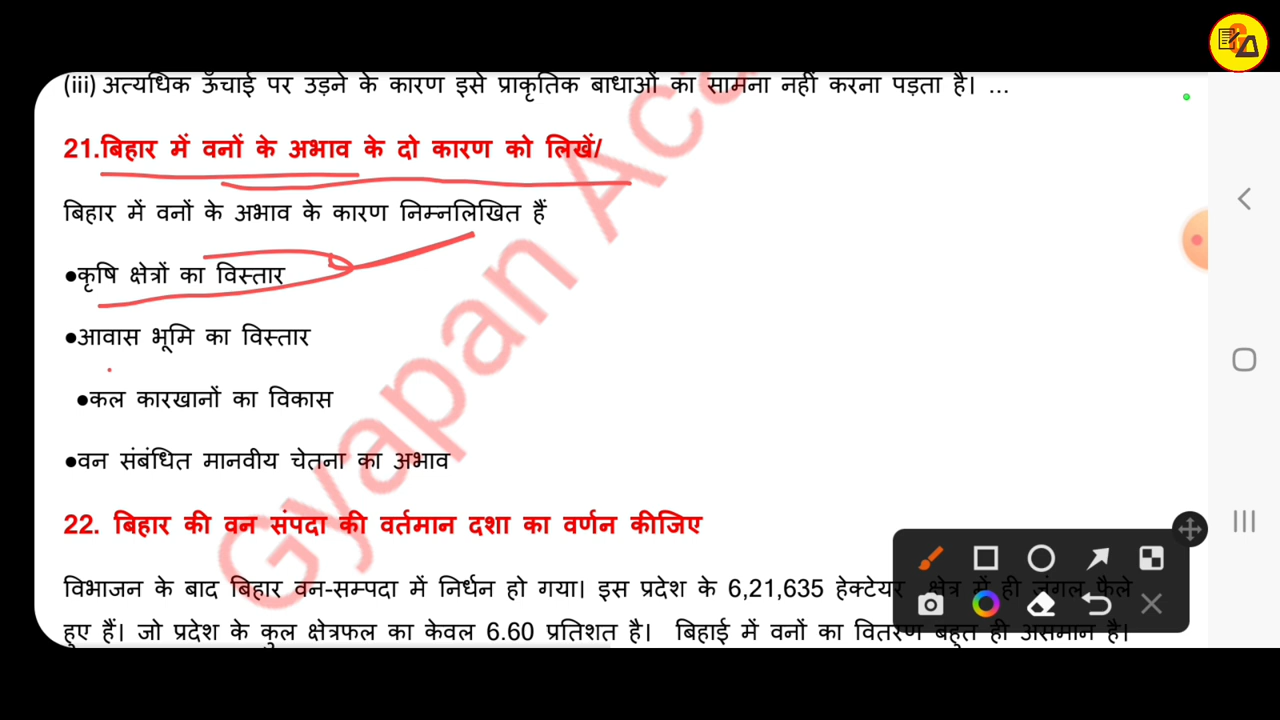 (iii) अत्यधिक ऊँचाई पर उड़ने के कारण इसे प्राकृतिक बाधाओं का सामना नहीं करना पड़ता है। ...
21.बिहार में वनों के अभाव के दो कारण को लिखें/
बिहार में वनों के अभाव के कारण निम्नलिखित हैं
●कृषि क्षेत्रों का विस्तार
●आवास भूमि का विस्तार
●कल कारखानों का विकास
●वन संबंधित मानवीय चेतना का अभाव
22. बिहार की वन संपदा की वर्तमान दशा का वर्णन कीजिए
विभाजन के बाद बिहार वन-सम्पदा में निर्धन हो गया। इस प्रदेश के 6,21,635 हेक्टेयर क्षेत्र में ही जंगल फैले
हुए हैं। जो प्रदेश के कुल क्षेत्रफल का केवल 6.60 प्रतिशत है। बिहाई में वनों का वितरण बहुत ही असमान है।
Gyapan Aca